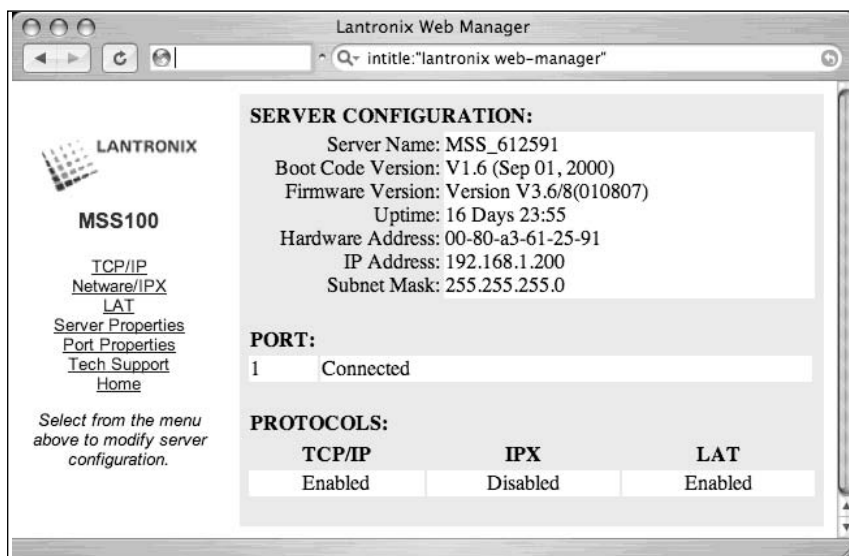 Lantronix Web Manager
intitle:"lantronix web-manager"
LANTRONIX
MSS100
TCP/IP
Netware/IPX
LAT
Server Properties
Port Properties
Tech Support
Home
Select from the menu
above to modify server
configuration.
SERVER CONFIGURATION:
Server Name: MSS_612591
Boot Code Version: V1.6 (Sep 01, 2000)
Firmware Version: Version V3.6/8(010807)
Uptime: 16 Days 23:55
Hardware Address: 00-80-a3-61-25-91
IP Address: 192.168.1.200
Subnet Mask: 255.255.255.0
PORT:
1 Connected
PROTOCOLS:
TCP/IP IPX LAT
Enabled Disabled Enabled